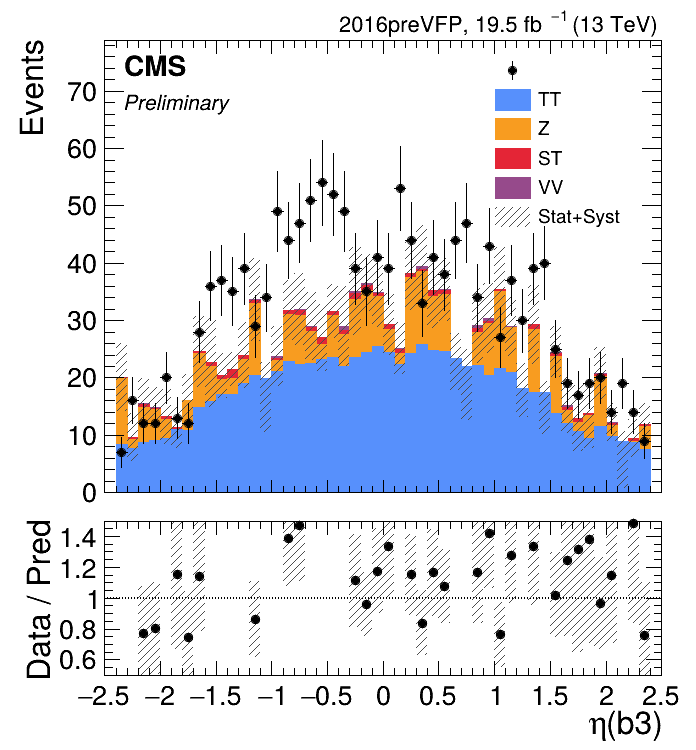 2016preVFP, 19.5 fb⁻¹ (13 TeV)
CMS
Preliminary
Events
70
60
50
40
30
20
10
0
TT
Z
ST
VV
Stat+Syst
Data / Pred
1.4
1.2
1
0.8
0.6
−2.5 −2 −1.5 −1 −0.5 0 0.5 1 1.5 2 2.5
η(b3)